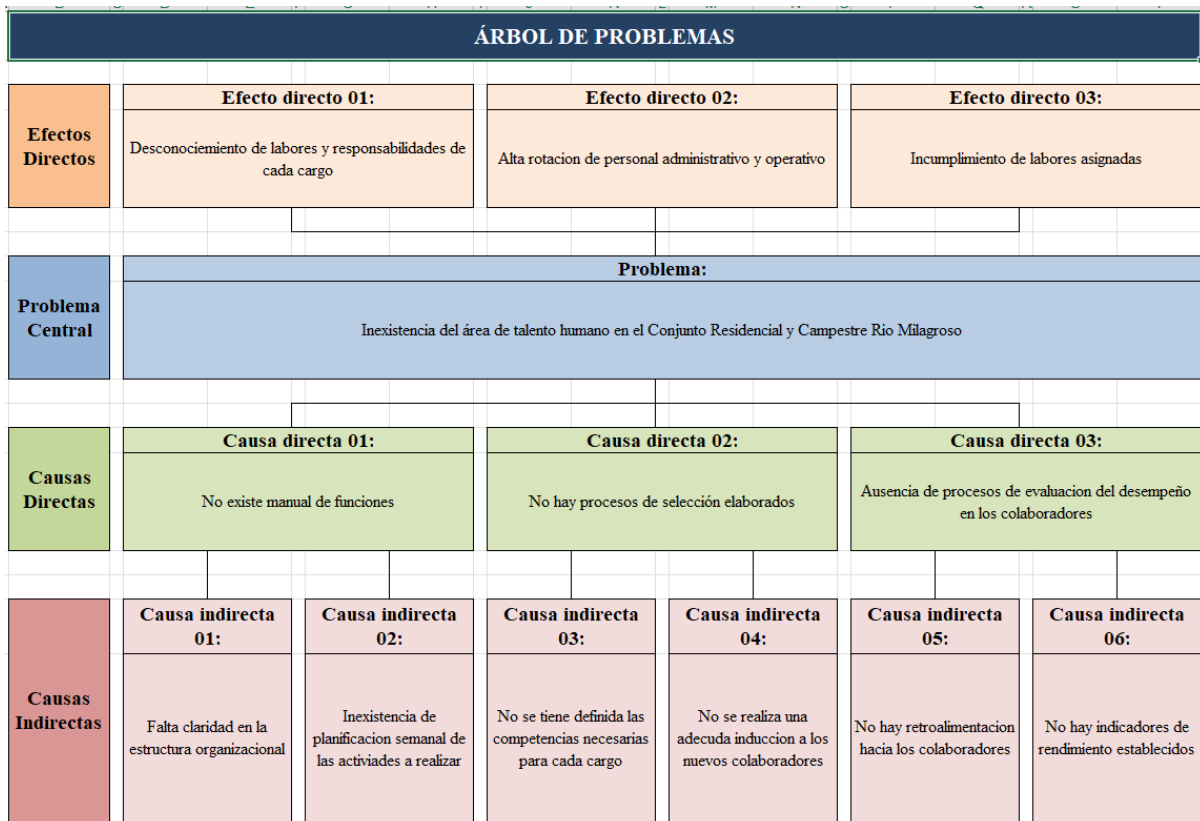 ÁRBOL DE PROBLEMAS
Efectos
Directos
Efecto directo 01:
Desconociemiento de labores y responsabilidades de
cada cargo
Efecto directo 02:
Alta rotacion de personal administrativo y operativo
Efecto directo 03:
Incumplimiento de labores asignadas
Problema
Central
Problema:
Inexistencia del área de talento humano en el Conjunto Residencial y Campestre Rio Milagroso
Causas
Directas
Causa directa 01:
No existe manual de funciones
Causa directa 02:
No hay procesos de selección elaborados
Causa directa 03:
Ausencia de procesos de evaluacion del desempeño
en los colaboradores
Causas
Indirectas
Causa indirecta
01:
Falta claridad en la
estructura organizacional
Causa indirecta
02:
Inexistencia de
planificacion semanal de
las activiades a realizar
Causa indirecta
03:
No se tiene definida las
competencias necesarias
para cada cargo
Causa indirecta
04:
No se realiza una
adecuda induccion a los
nuevos colaboradores
Causa indirecta
05:
No hay retroalimentacion
hacia los colaboradores
Causa indirecta
06:
No hay indicadores de
rendimiento establecidos